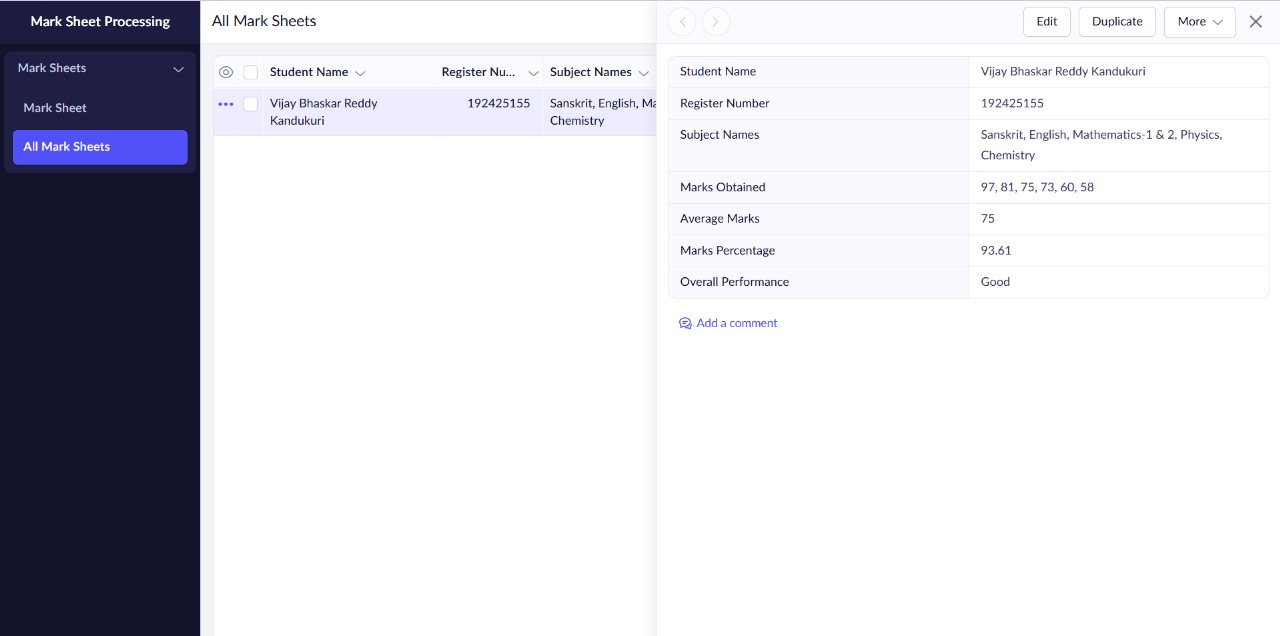 Mark Sheet Processing
Mark Sheets
Mark Sheet
All Mark Sheets
All Mark Sheets
Student Name
Register Nu...
Subject Names
Vijay Bhaskar Reddy
Kandukuri
192425155
Sanskrit, English, Ma
Chemistry
Edit
Duplicate
More
Student Name
Vijay Bhaskar Reddy Kandukuri
Register Number
192425155
Subject Names
Sanskrit, English, Mathematics-1 & 2, Physics,
Chemistry
Marks Obtained
97, 81, 75, 73, 60, 58
Average Marks
75
Marks Percentage
93.61
Overall Performance
Good
Add a comment